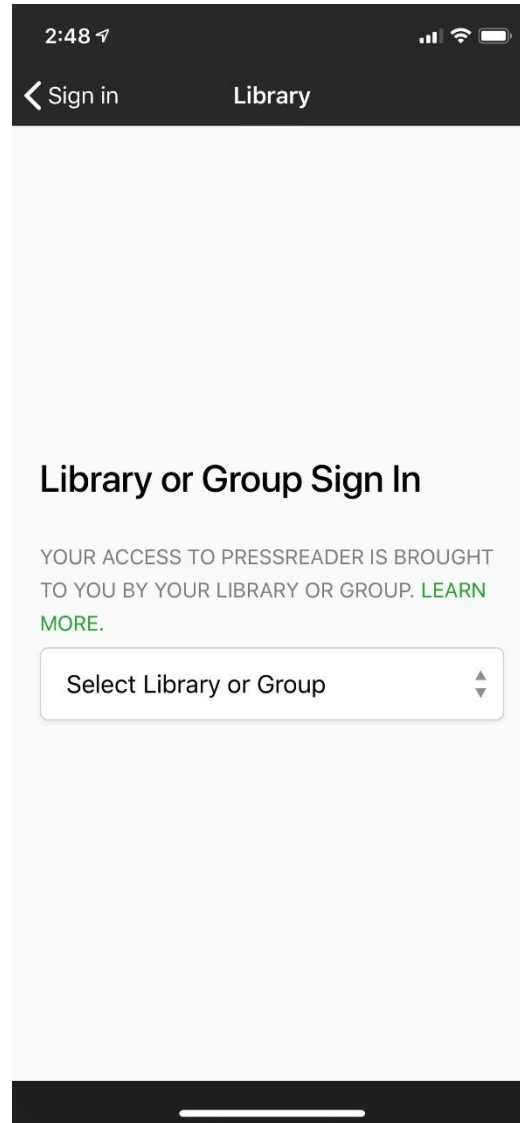 2:48
Sign in Library
Library or Group Sign In
YOUR ACCESS TO PRESSREADER IS BROUGHT
TO YOU BY YOUR LIBRARY OR GROUP. LEARN
MORE.
Select Library or Group